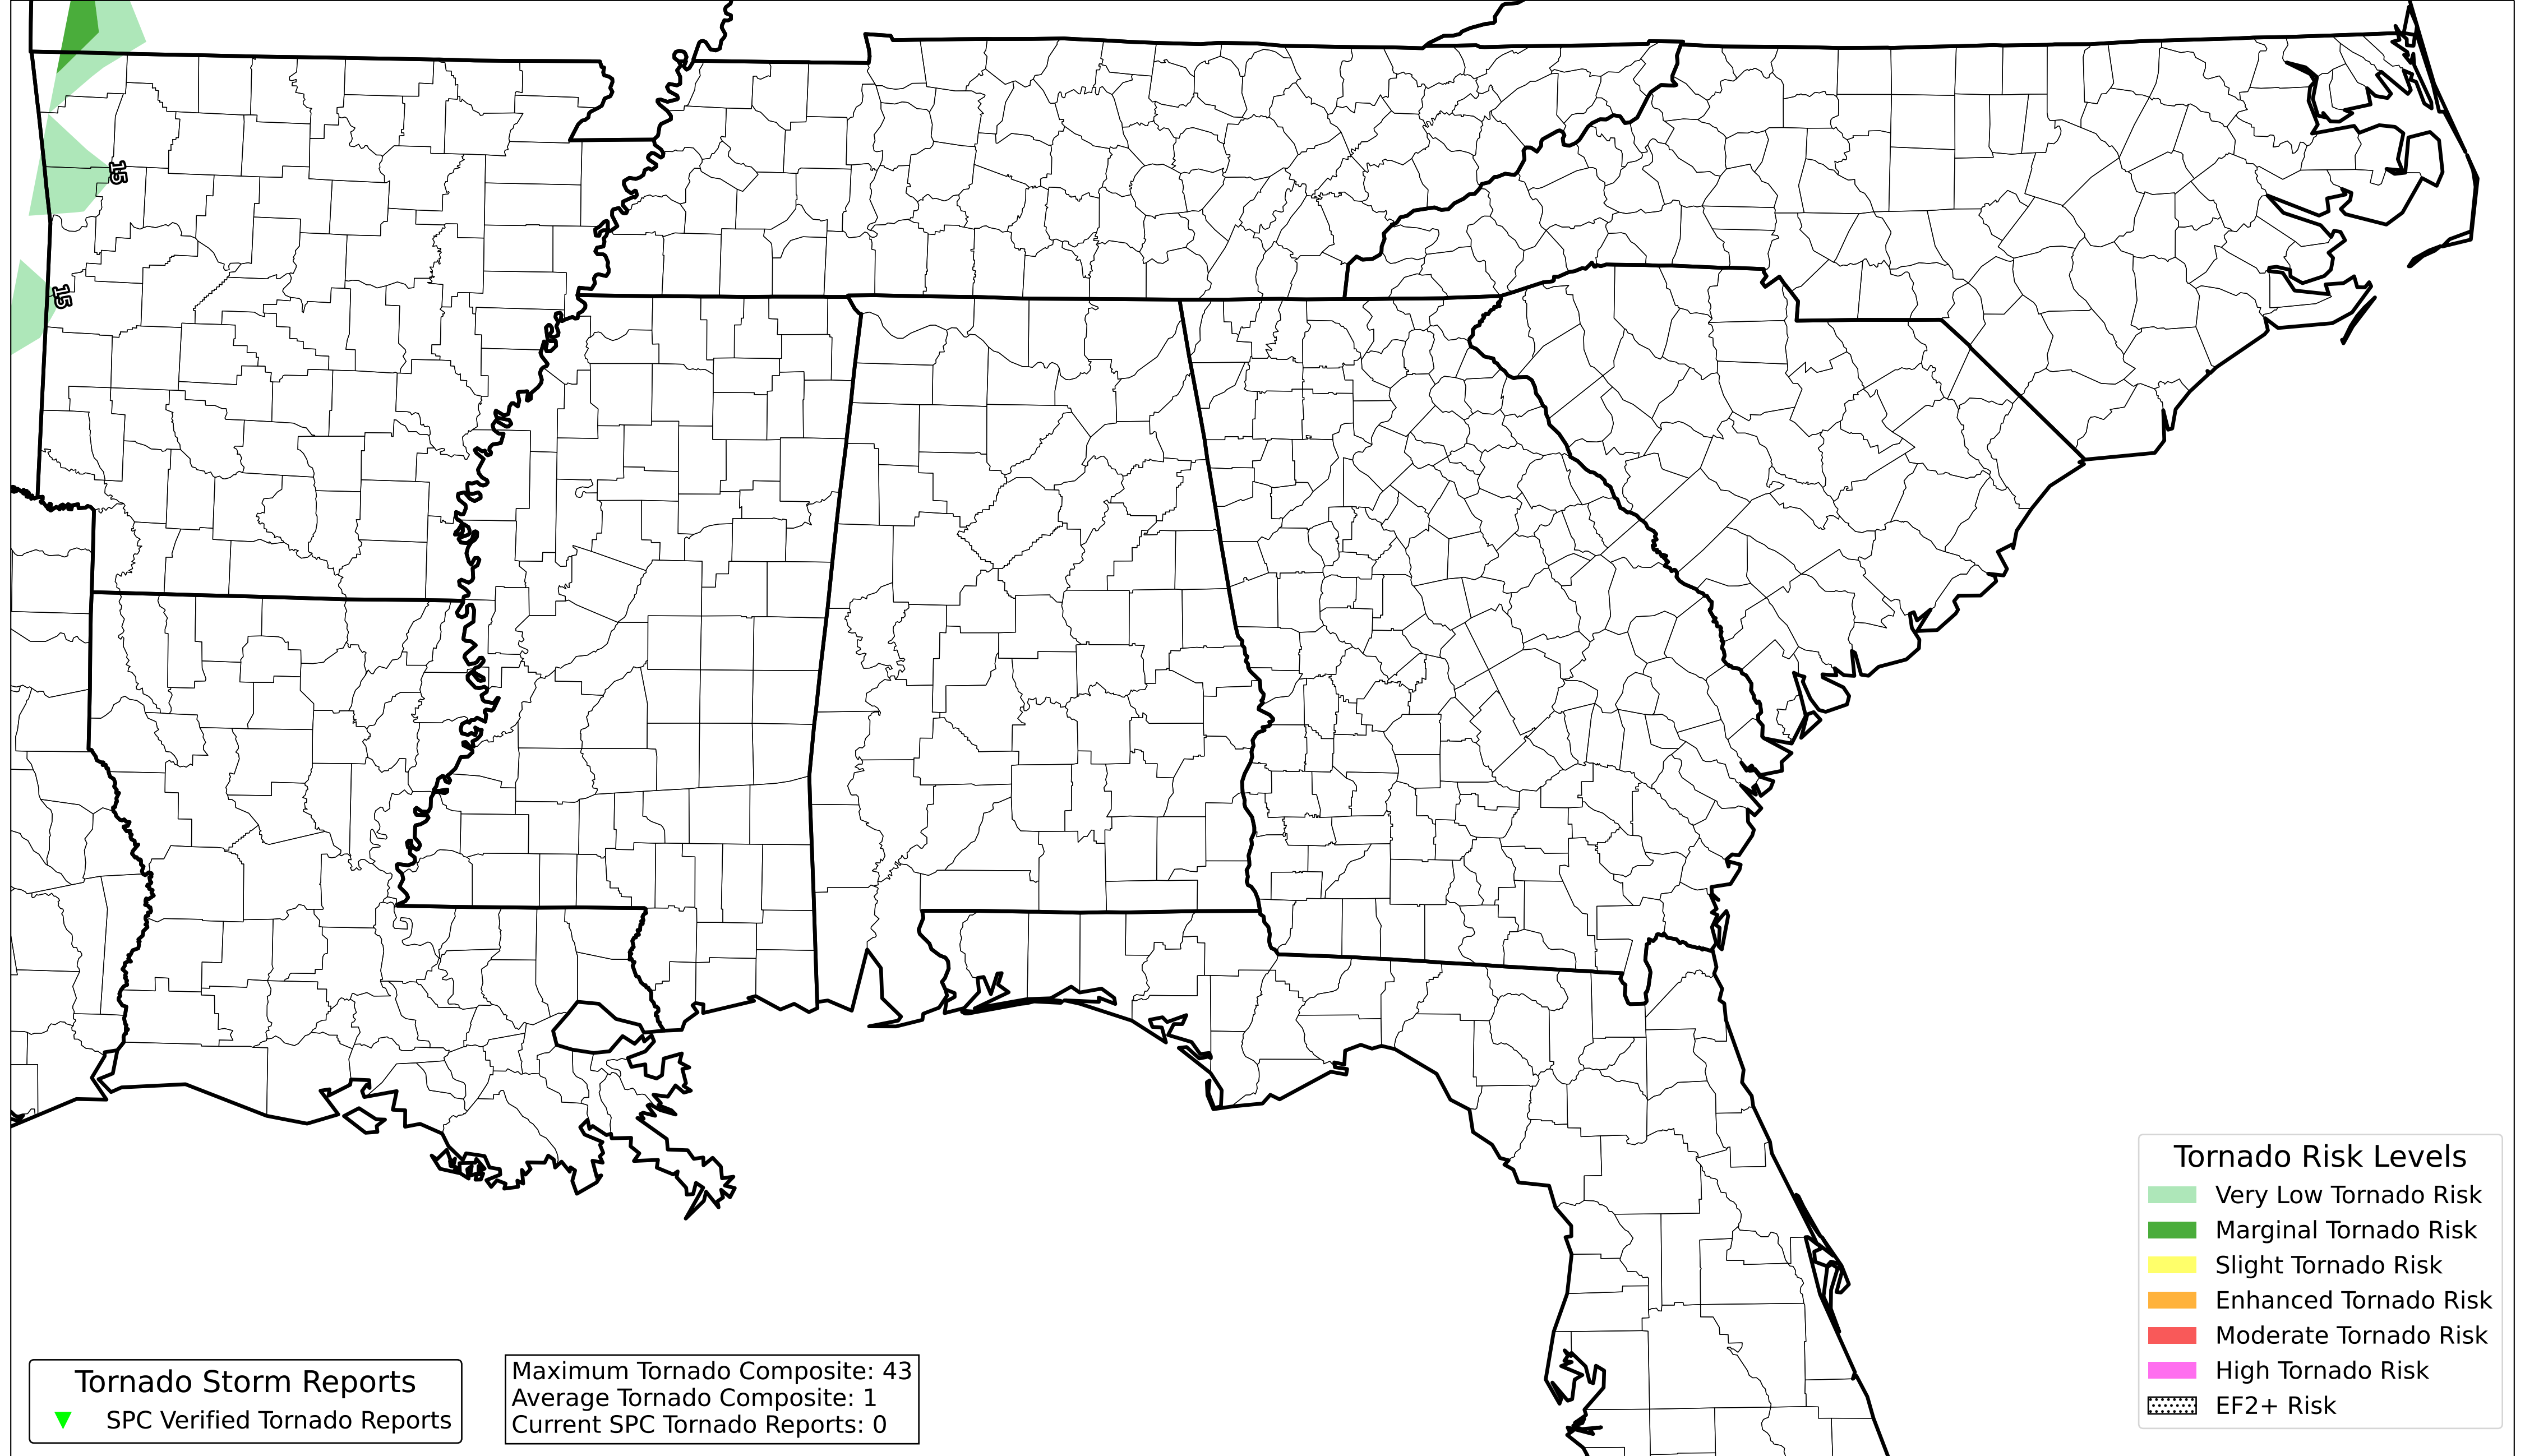 15
15
Tornado Risk Levels
Very Low Tornado Risk
Marginal Tornado Risk
Slight Tornado Risk
Enhanced Tornado Risk
Moderate Tornado Risk
High Tornado Risk
EF2+ Risk
Tornado Storm Reports
SPC Verified Tornado Reports
Maximum Tornado Composite: 43
Average Tornado Composite: 1
Current SPC Tornado Reports: 0